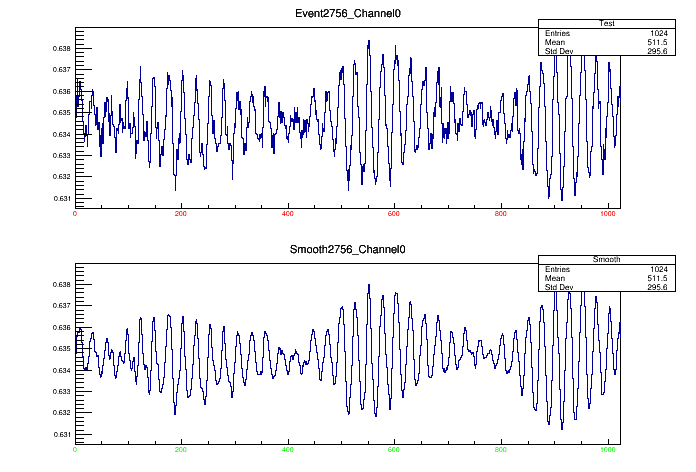 Event2756_Channel0
Test
Entries 1024
Mean 511.5
Std Dev 295.6
0.638
0.637
0.636
0.635
0.634
0.633
0.632
0.631
0 200 400 600 800 1000
Smooth2756_Channel0
Smooth
Entries 1024
Mean 511.5
Std Dev 295.6
0.638
0.637
0.636
0.635
0.634
0.633
0.632
0.631
0 200 400 600 800 1000